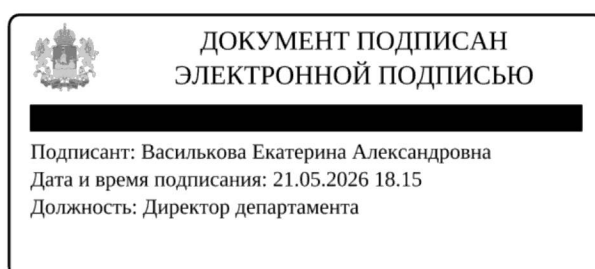 ДОКУМЕНТ ПОДПИСАН
ЭЛЕКТРОННОЙ ПОДПИСЬЮ
Подписант: Василькова Екатерина Александровна
Дата и время подписания: 21.05.2026 18.15
Должность: Директор департамента